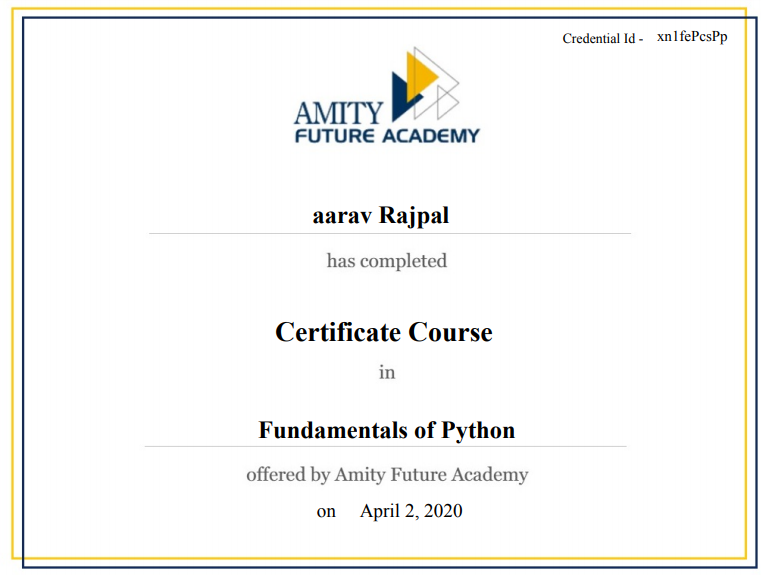 Credential Id - xn1fePcsPp
AMITY
FUTURE ACADEMY
aarav Rajpal
has completed
Certificate Course
in
Fundamentals of Python
offered by Amity Future Academy
on April 2, 2020